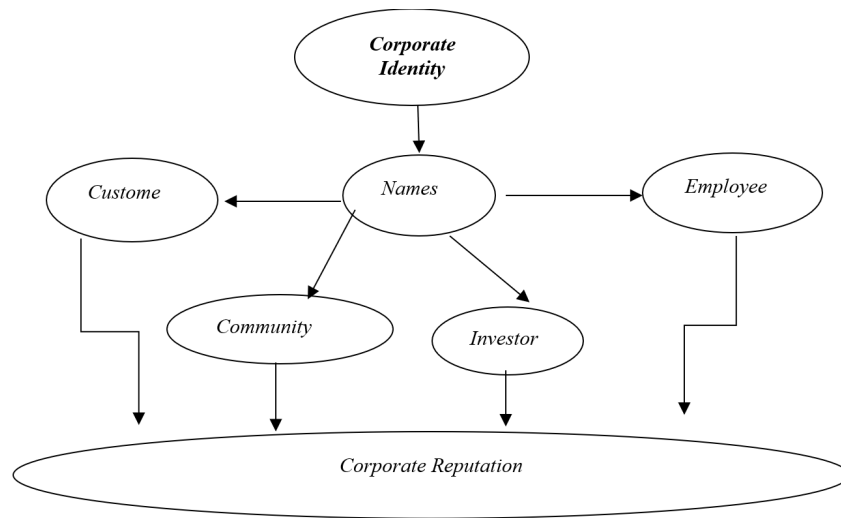 Corporate
Identity
Custome
Names
Employee
Community
Investor
Corporate Reputation